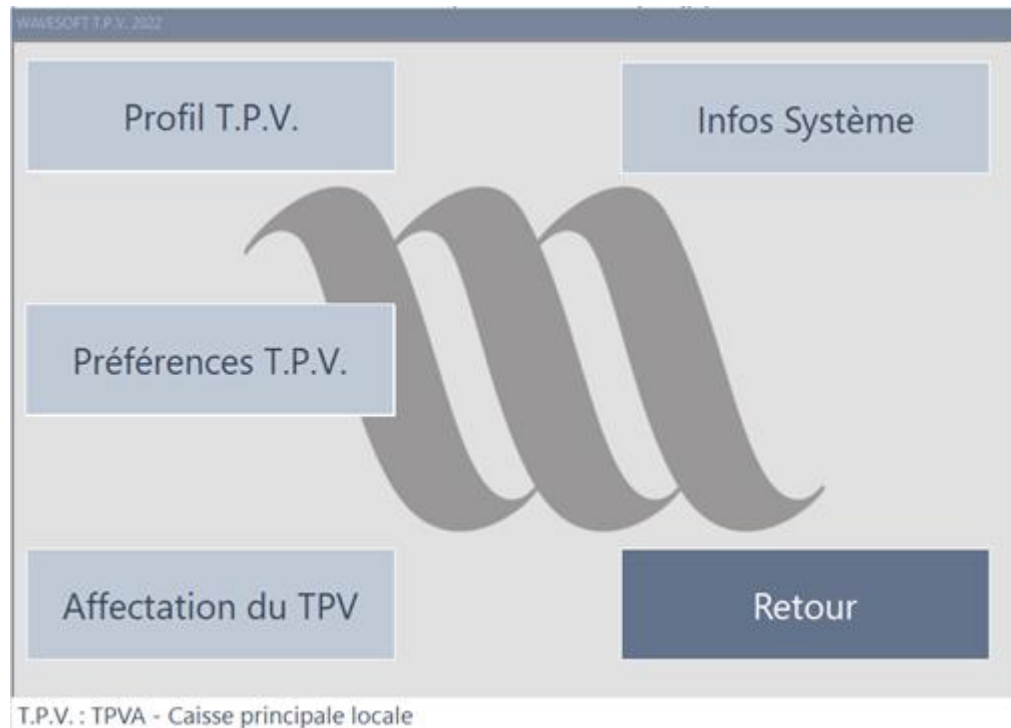 WAVESOFT T.P.V. 2022
Profil T.P.V.
Infos Système
Préférences T.P.V.
Affectation du TPV
Retour
T.P.V. : TPVA - Caisse principale locale